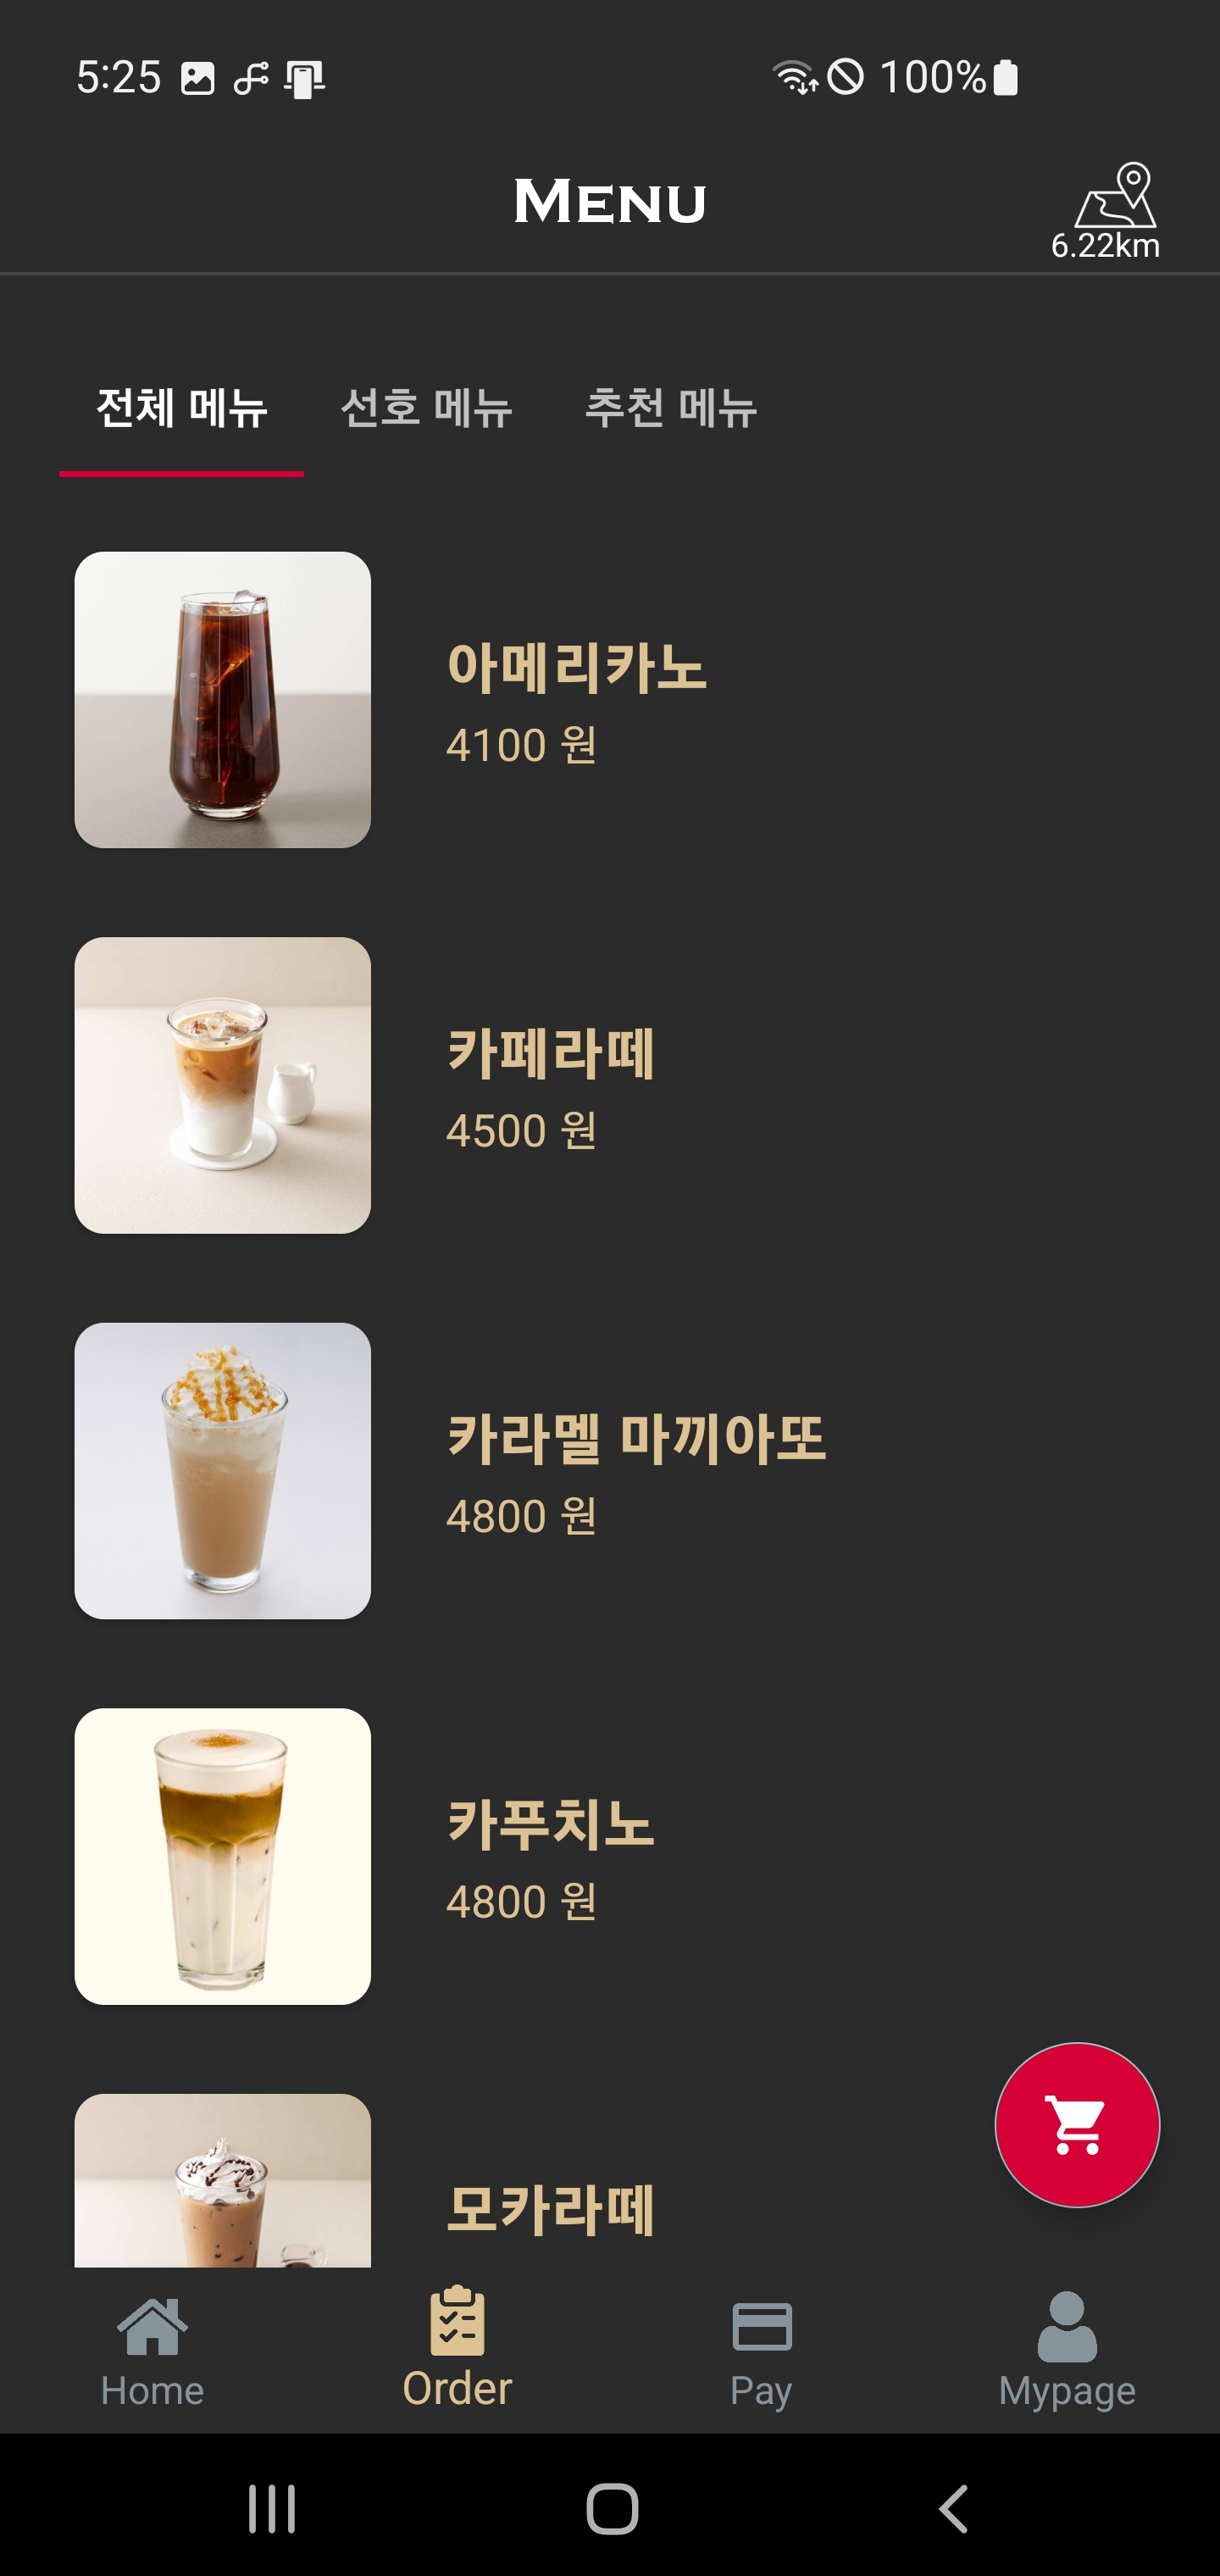 5:25
100%
MENU
6.22km
전체 메뉴
선호 메뉴
추천 메뉴
아메리카노
4100 원
카페라떼
4500 원
카라멜 마끼아또
4800 원
카푸치노
4800 원
모카라떼
Home
Order
Pay
Mypage